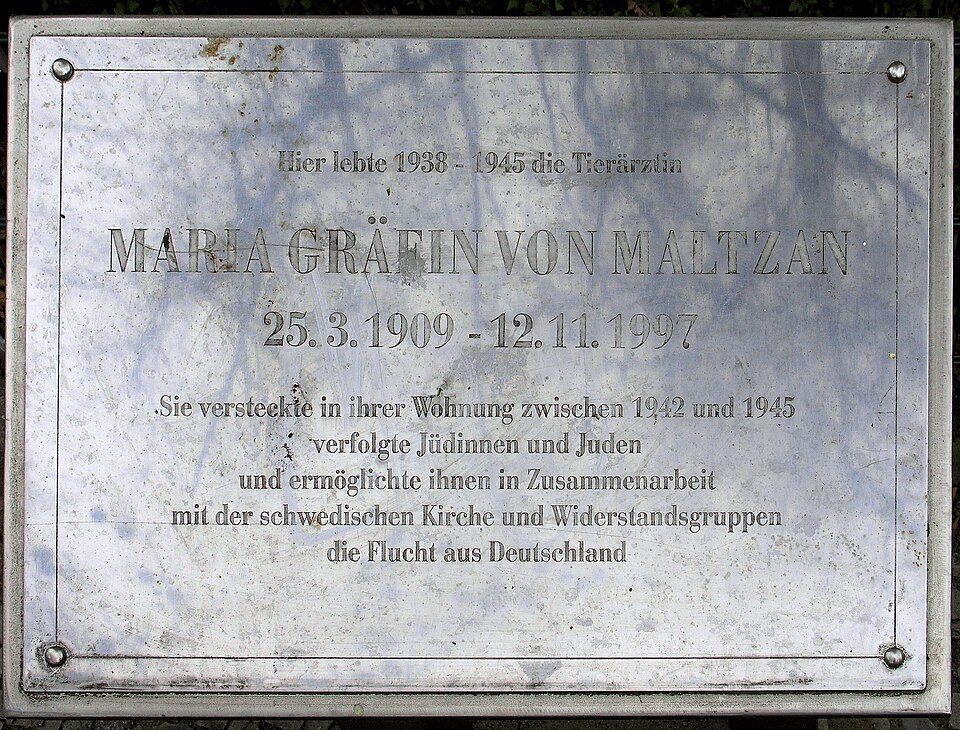 Hier lebte 1938 - 1945 die Tierärztin
MARIA GRÄFIN VON MALTZAN
25. 3. 1909 - 12. 11. 1997
Sie versteckte in ihrer Wohnung zwischen 1942 und 1945
verfolgte Jüdinnen und Juden
und ermöglichte ihnen in Zusammenarbeit
mit der schwedischen Kirche und Widerstandsgruppen
die Flucht aus Deutschland